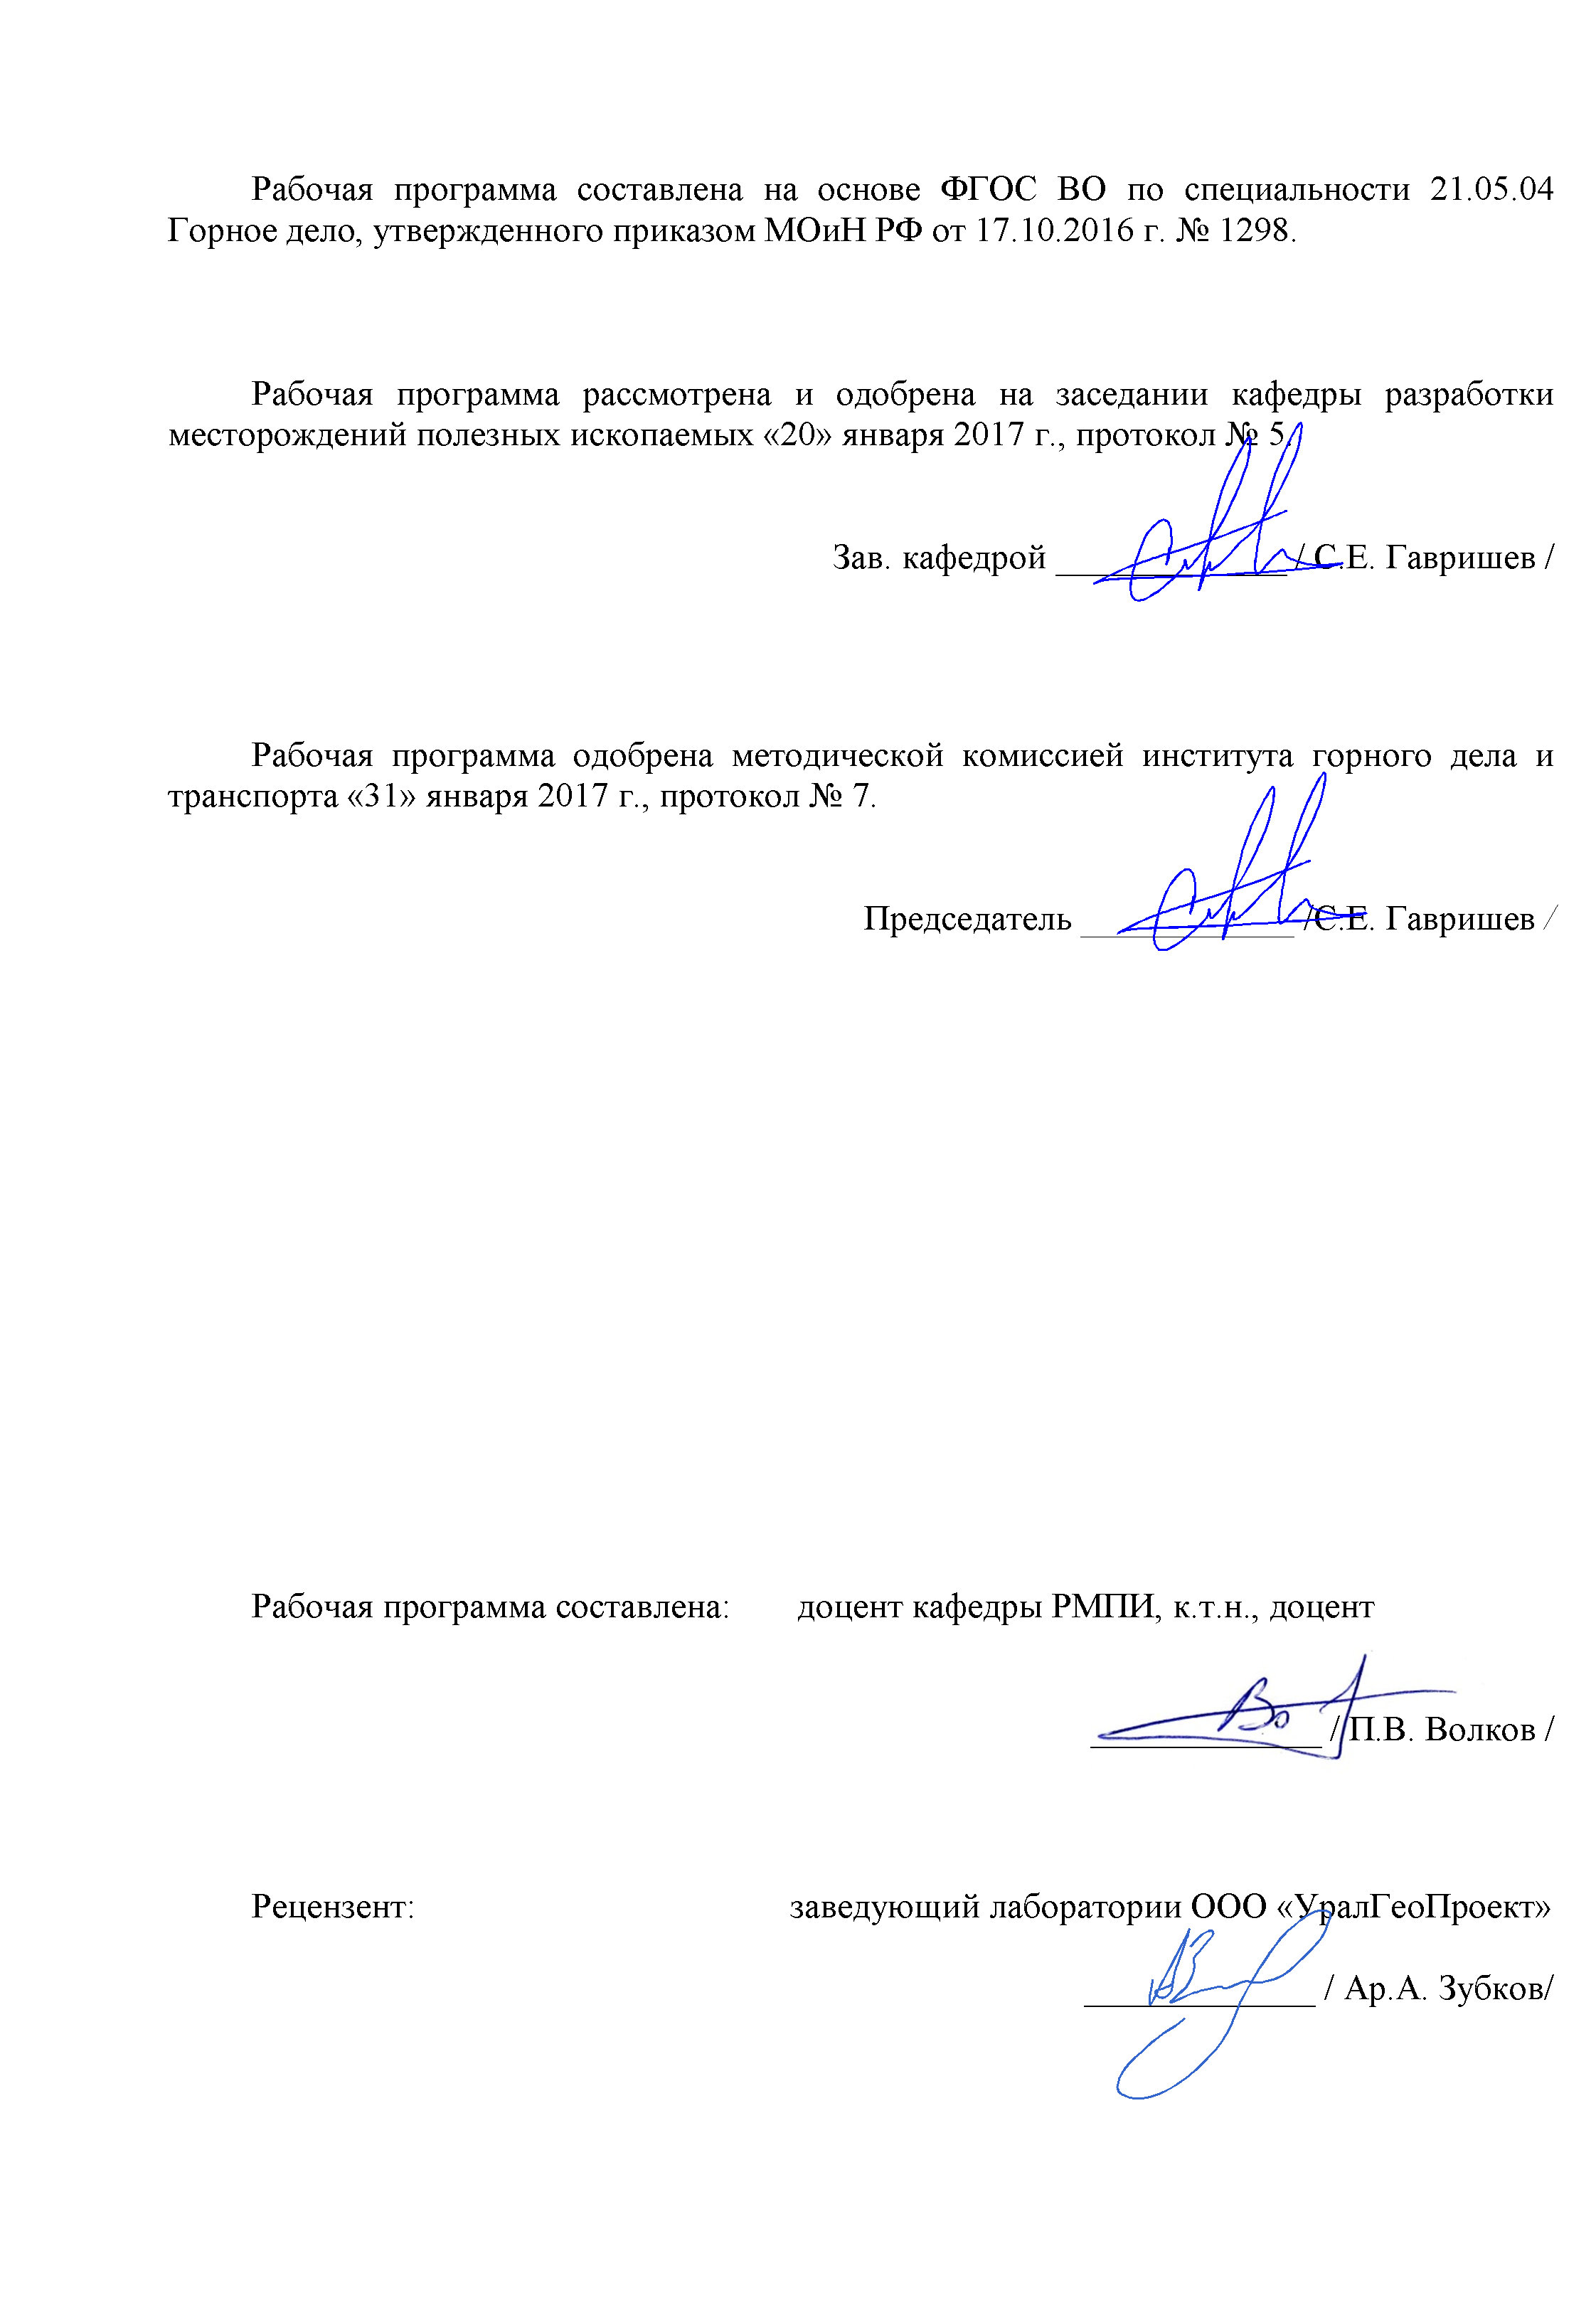 Рабочая программа составлена на основе ФГОС ВО по специальности 21.05.04
Горное дело, утвержденного приказом МОиН РФ от 17.10.2016 г. № 1298.
Рабочая программа рассмотрена и одобрена на заседании кафедры разработки
месторождений полезных ископаемых «20» января 2017 г., протокол № 5.
Зав. кафедрой _____________ / С.Е. Гавришев /
Рабочая программа одобрена методической комиссией института горного дела и
транспорта «31» января 2017 г., протокол № 7.
Председатель ____________ /С.Е. Гавришев /
Рабочая программа составлена: доцент кафедры РМПИ, к.т.н., доцент
_____________ / П.В. Волков /
Рецензент: заведующий лаборатории ООО «УралГеоПроект»
_____________ / Ар.А. Зубков/